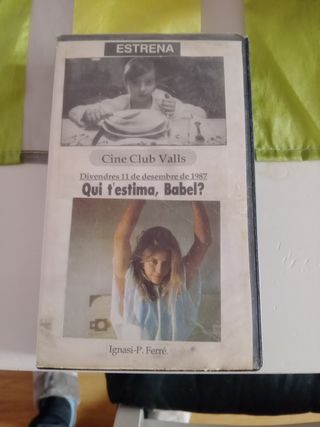 ESTRENA
Cine Club Valls
Divendres 11 de desembre de 1987
Qui t'estima, Babel?
Ignasi-P. Ferré.